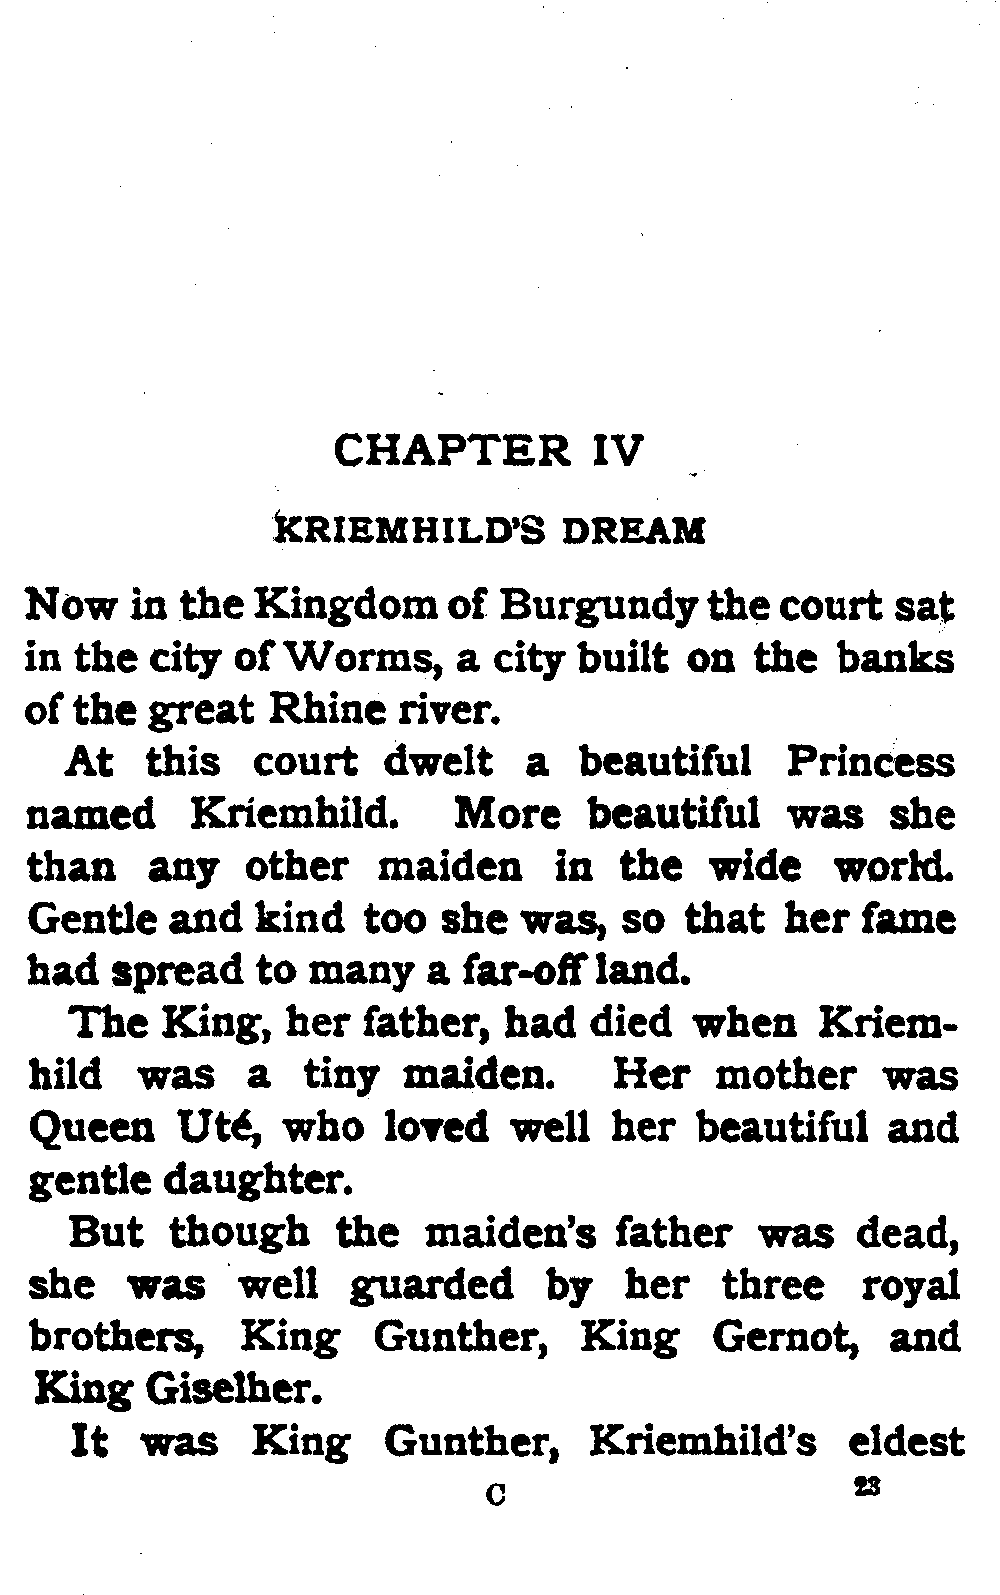 CHAPTER IV
KRIEMHILD'S DREAM
Now in the Kingdom of Burgundy the court sat
in the city of Worms, a city built on the banks
of the great Rhine river.
At this court dwelt a beautiful Princess
named Kriemhild. More beautiful was she
than any other maiden in the wide world.
Gentle and kind too she was, so that her fame
had spread to many a far-off land.
The King, her father, had died when Kriem-
hild was a tiny maiden. Her mother was
Queen Uté, who loved well her beautiful and
gentle daughter.
But though the maiden's father was dead,
she was well guarded by her three royal
brothers, King Gunther, King Gernot, and
King Giselher.
It was King Gunther, Kriemhild's eldest
C 23